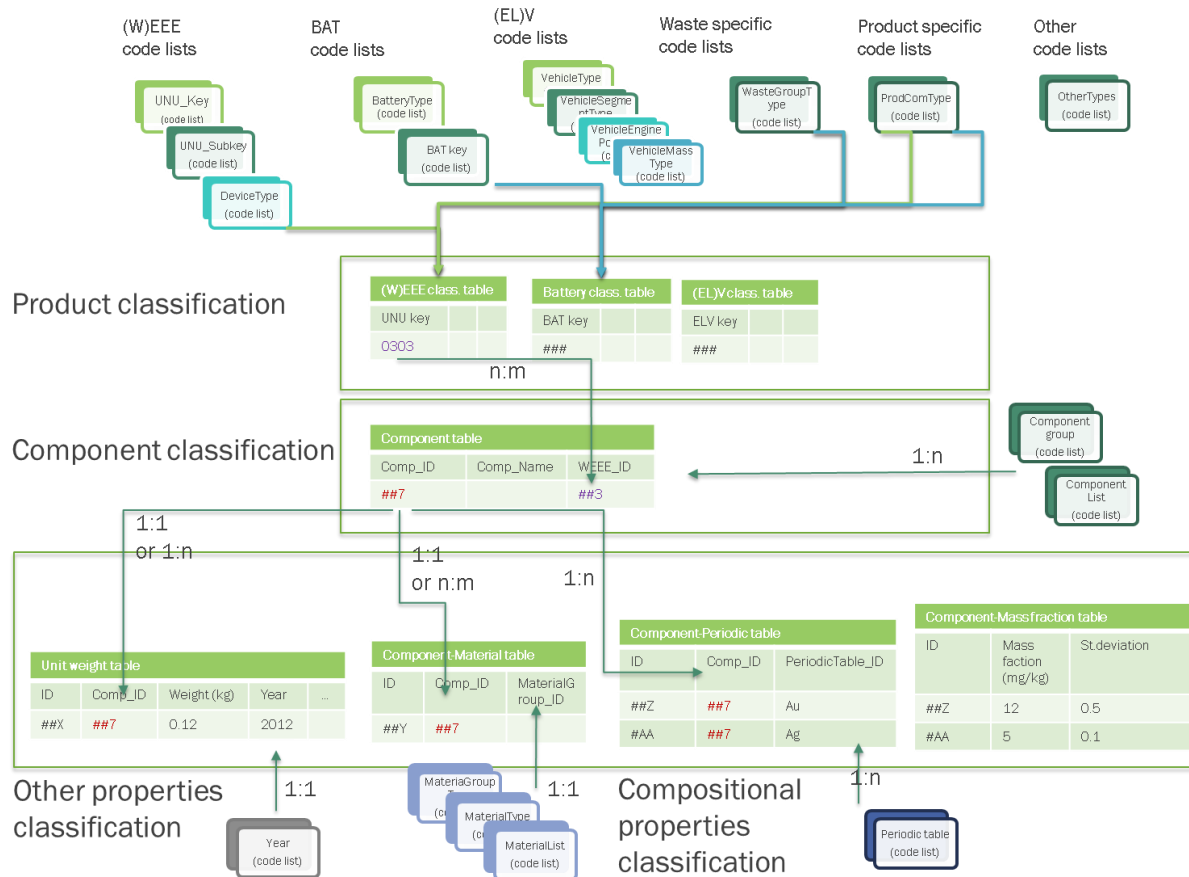 (W)EEE
code lists
BAT
code lists
(EL)V
code lists
Waste specific
code lists
Product specific
code lists
Other
code lists
UNU_Key
(code list)
UNU_Subkey
(code list)
DeviceType
(code list)
BatteryType
(code list)
BAT key
(code list)
VehicleType
VehicleSegme
ntType
VehicleEngine
VehicleMass
Type
(code list)
WasteGroupT
ype
(code list)
ProdComType
(code list)
OtherTypes
(code list)
Product classification
(W)EEE class. table
UNU key
0303
Battery class. table
BAT key
###
(EL)V class. table
ELV key
###
n:m
Component classification
Component table
Comp_ID Comp_Name WEEE_ID
##7 ##3
1:n
Component
group
(code list)
Component
List
(code list)
1:1
or 1:n
1:1
or n:m
1:n
Unit weight table
ID Comp_ID Weight (kg) Year ...
##X ##7 0.12 2012
Component-Material table
ID Comp_ID MaterialG
roup_ID
##Y ##7
Component-Periodic table
ID Comp_ID PeriodicTable_ID
##Z ##7 Au
#AA ##7 Ag
Component-Mass fraction table
ID Mass St.deviation
faction
(mg/kg)
##Z 12 0.5
#AA 5 0.1
Other properties
classification
1:1
Year
(code list)
MateriaGroup
MaterialType
MaterialList
(code list)
1:1
Compositional
properties
classification
1:n
Periodic table
(code list)